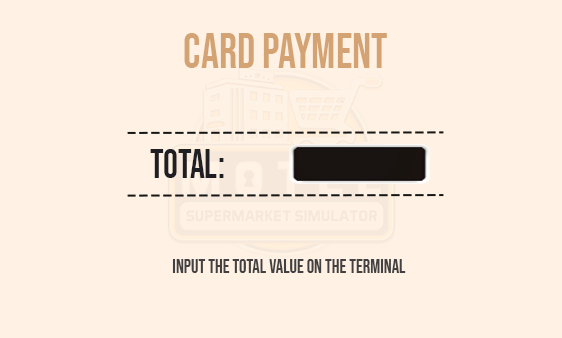 CARD PAYMENT
TOTAL:
SUPERMARKET SIMULATOR
INPUT THE TOTAL VALUE ON THE TERMINAL